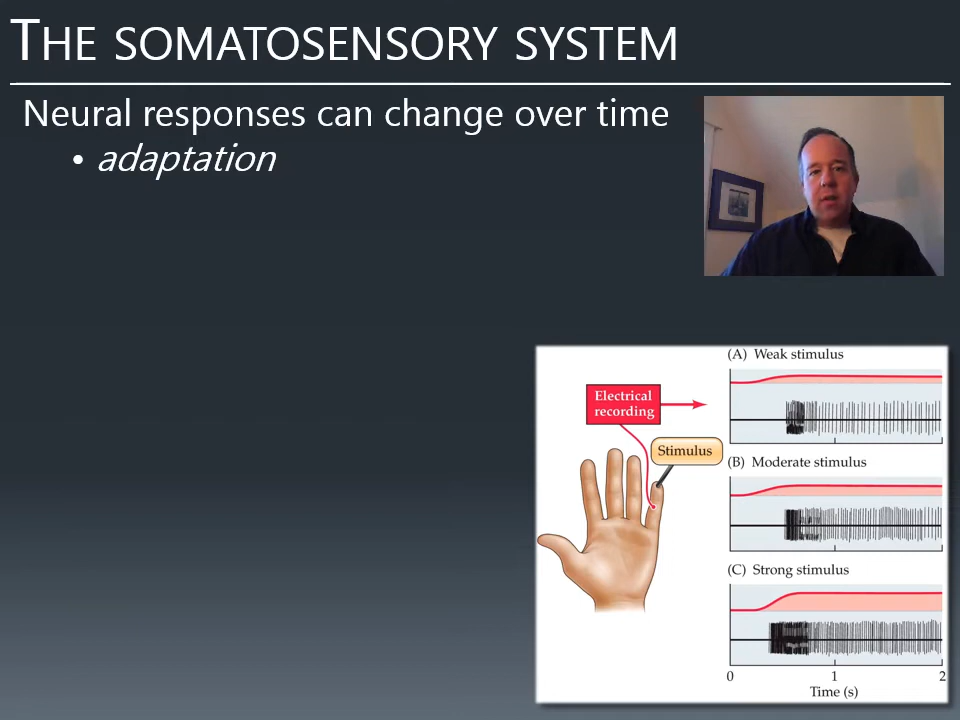 THE SOMATOSENSORY SYSTEM
Neural responses can change over time
• adaptation
(A) Weak stimulus
Electrical
recording
Stimulus
(B) Moderate stimulus
(C) Strong stimulus
0 1 2
Time (s)